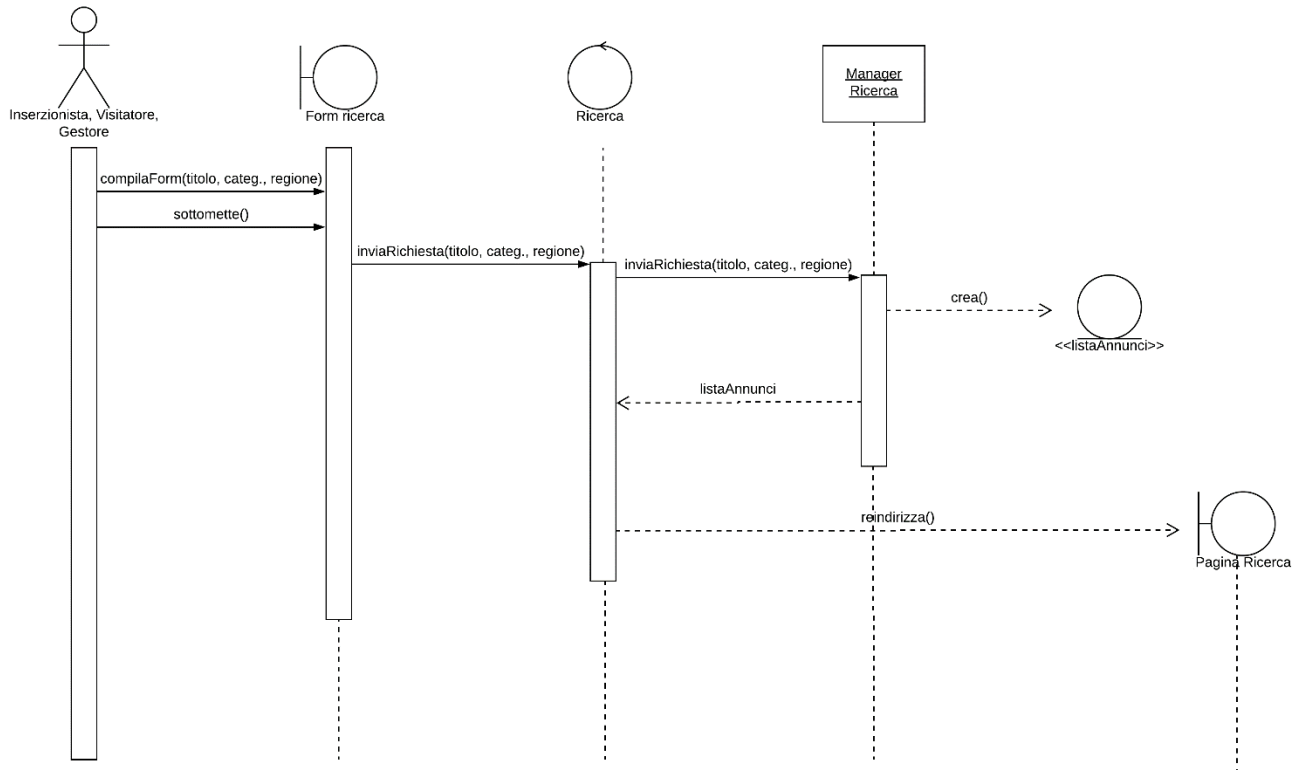 Inserzionista, Visitatore,
Gestore
Form ricerca
Ricerca
Manager
Ricerca
compilaForm(titolo, categ., regione)
sottomette()
inviaRichiesta(titolo, categ., regione)
inviaRichiesta(titolo, categ., regione)
crea()
<<listaAnnunci>>
listaAnnunci
reindirizza()
Pagina Ricerca